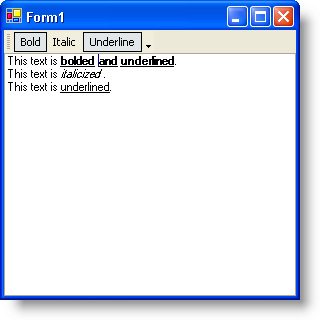 Form1
Bold Italic Underline
This text is bolded and underlined.
This text is italicized .
This text is underlined.